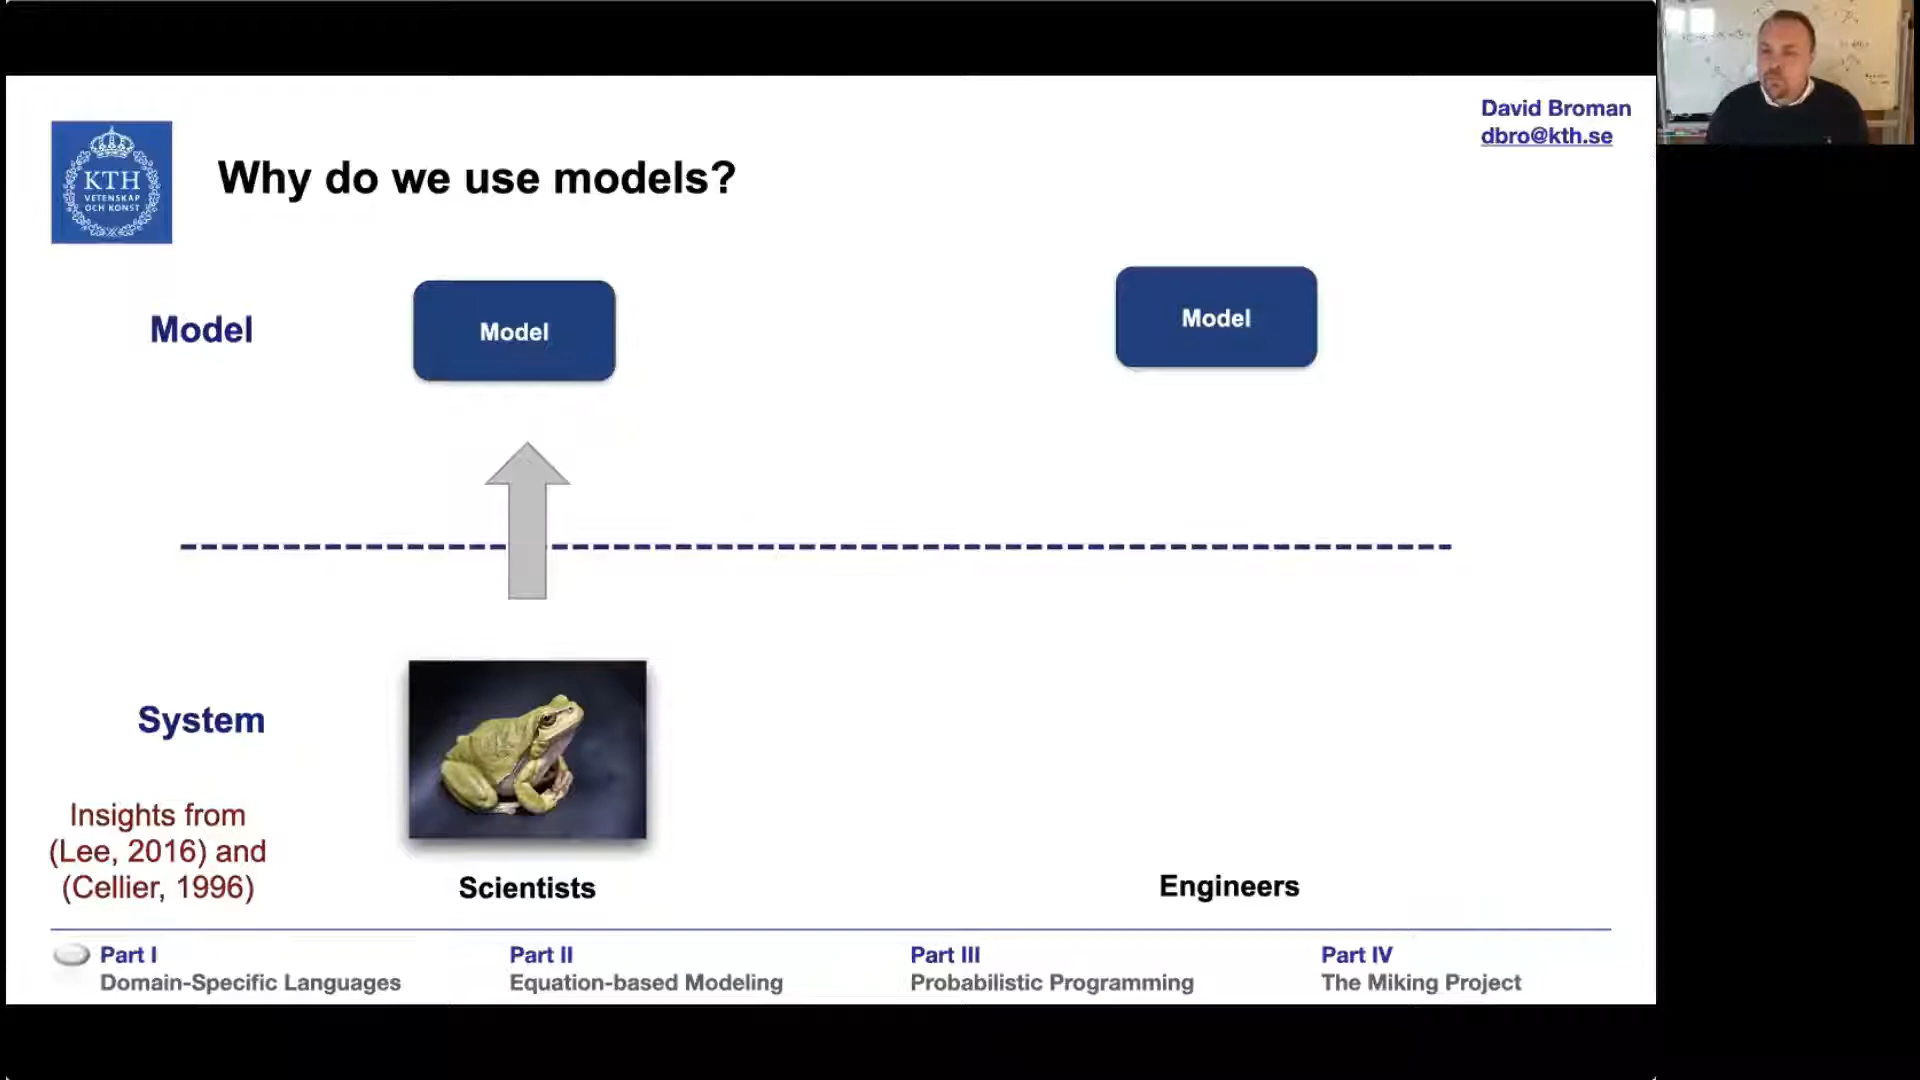 David Broman
dbro@kth.se
KTH
VETENSKAP
OCH KONST
Why do we use models?
Model
Model
Model
System
Insights from
(Lee, 2016) and
(Cellier, 1996)
Scientists
Engineers
Part I
Domain-Specific Languages
Part II
Equation-based Modeling
Part III
Probabilistic Programming
Part IV
The Miking Project